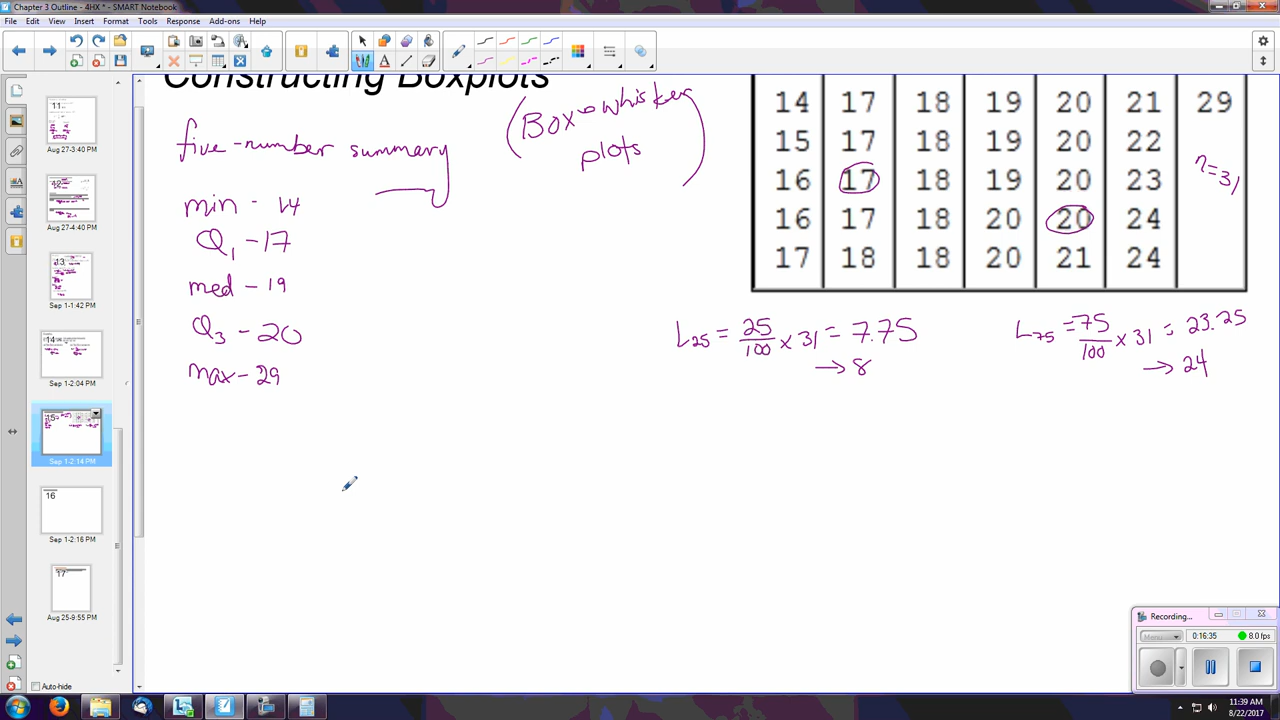 Chapter 3 Outline - 4HX * - SMART Notebook
File Edit View Insert Format Tools Response Add-ons Help
Constructing Boxplots
five-number summary
(Box-whisker plots)
min - 14
Q1 - 17
med - 19
Q3 - 20
max - 29
14 17 18 19 20 21 29
15 17 18 19 20 22
16 17 18 19 20 23
16 17 18 20 20 24
17 18 18 20 21 24
n=31
L25 = 25/100 x 31 = 7.75
→ 8
L75 = 75/100 x 31 = 23.25
→ 24
11
Aug 27-3:40 PM
12
Aug 27-4:40 PM
13
Sep 1-1:42 PM
14
Sep 1-2:04 PM
15
Sep 1-2:14 PM
16
Sep 1-2:16 PM
17
Aug 25-9:55 PM
Auto-hide
Recording...
Menu
0:16:35
8.0 fps
11:39 AM
8/22/2017